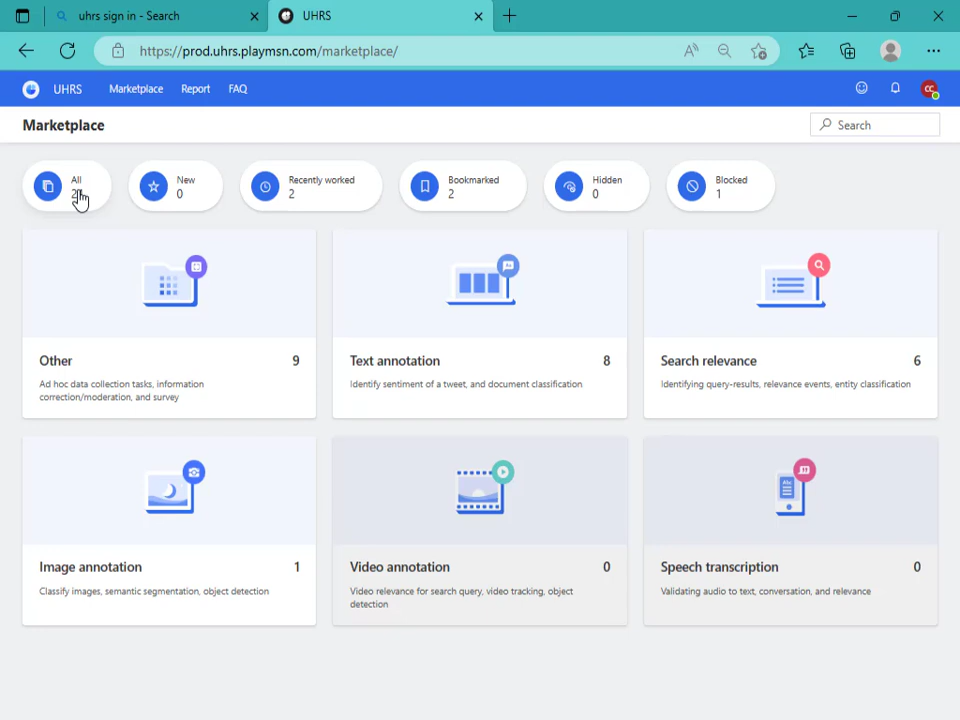 uhrs sign in - Search
UHRS
https://prod.uhrs.playmsn.com/marketplace/
UHRS
Marketplace
Report
FAQ
CC
Marketplace
Search
All
New
0
Recently worked
2
Bookmarked
2
Hidden
0
Blocked
1
Other 9
Ad hoc data collection tasks, information
correction/moderation, and survey
Text annotation 8
Identify sentiment of a tweet, and document classification
Search relevance 6
Identifying query-results, relevance events, entity classification
Image annotation 1
Classify images, semantic segmentation, object detection
Video annotation 0
Video relevance for search query, video tracking, object
detection
Abc
Speech transcription 0
Validating audio to text, conversation, and relevance